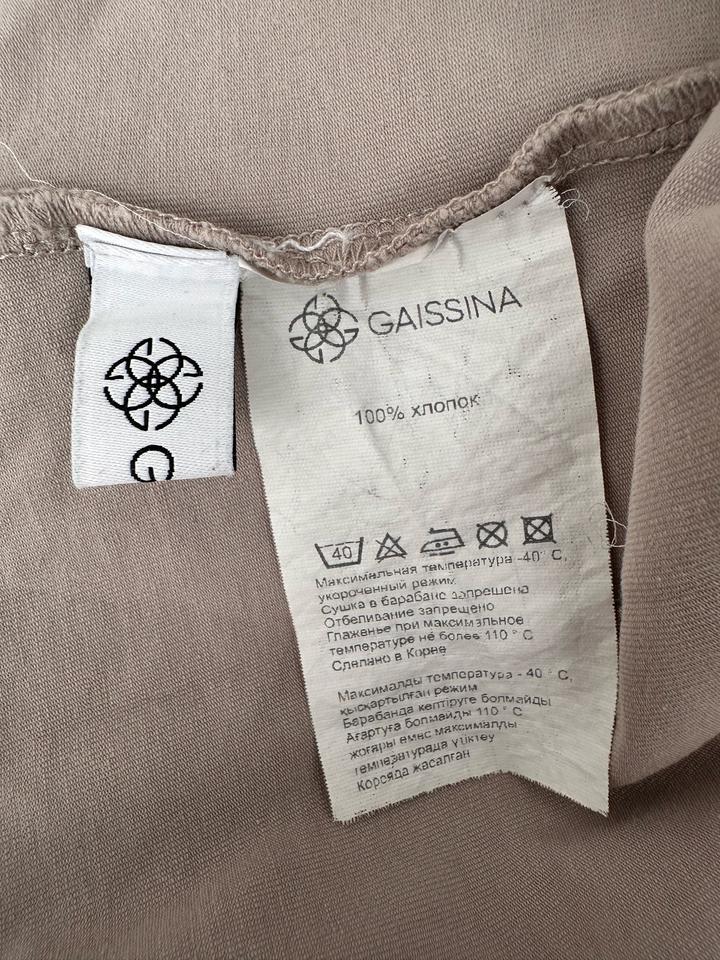 G
GAISSINA
100% хлопок
40
Максимальная температура -40° C,
укороченный режим
Сушка в барабане запрещена
Отбеливание запрещено
Глаженье при максимальное
температуре не более 110 ° C
Сделано в Корее
Максималды температура - 40 ° C,
қысқартылған режим
Барабанда кептіруге болмайды
Ағартуға болмайды 110 ° C
жоғары емес максималды
температурада үтіктеу
Кореяда жасалған